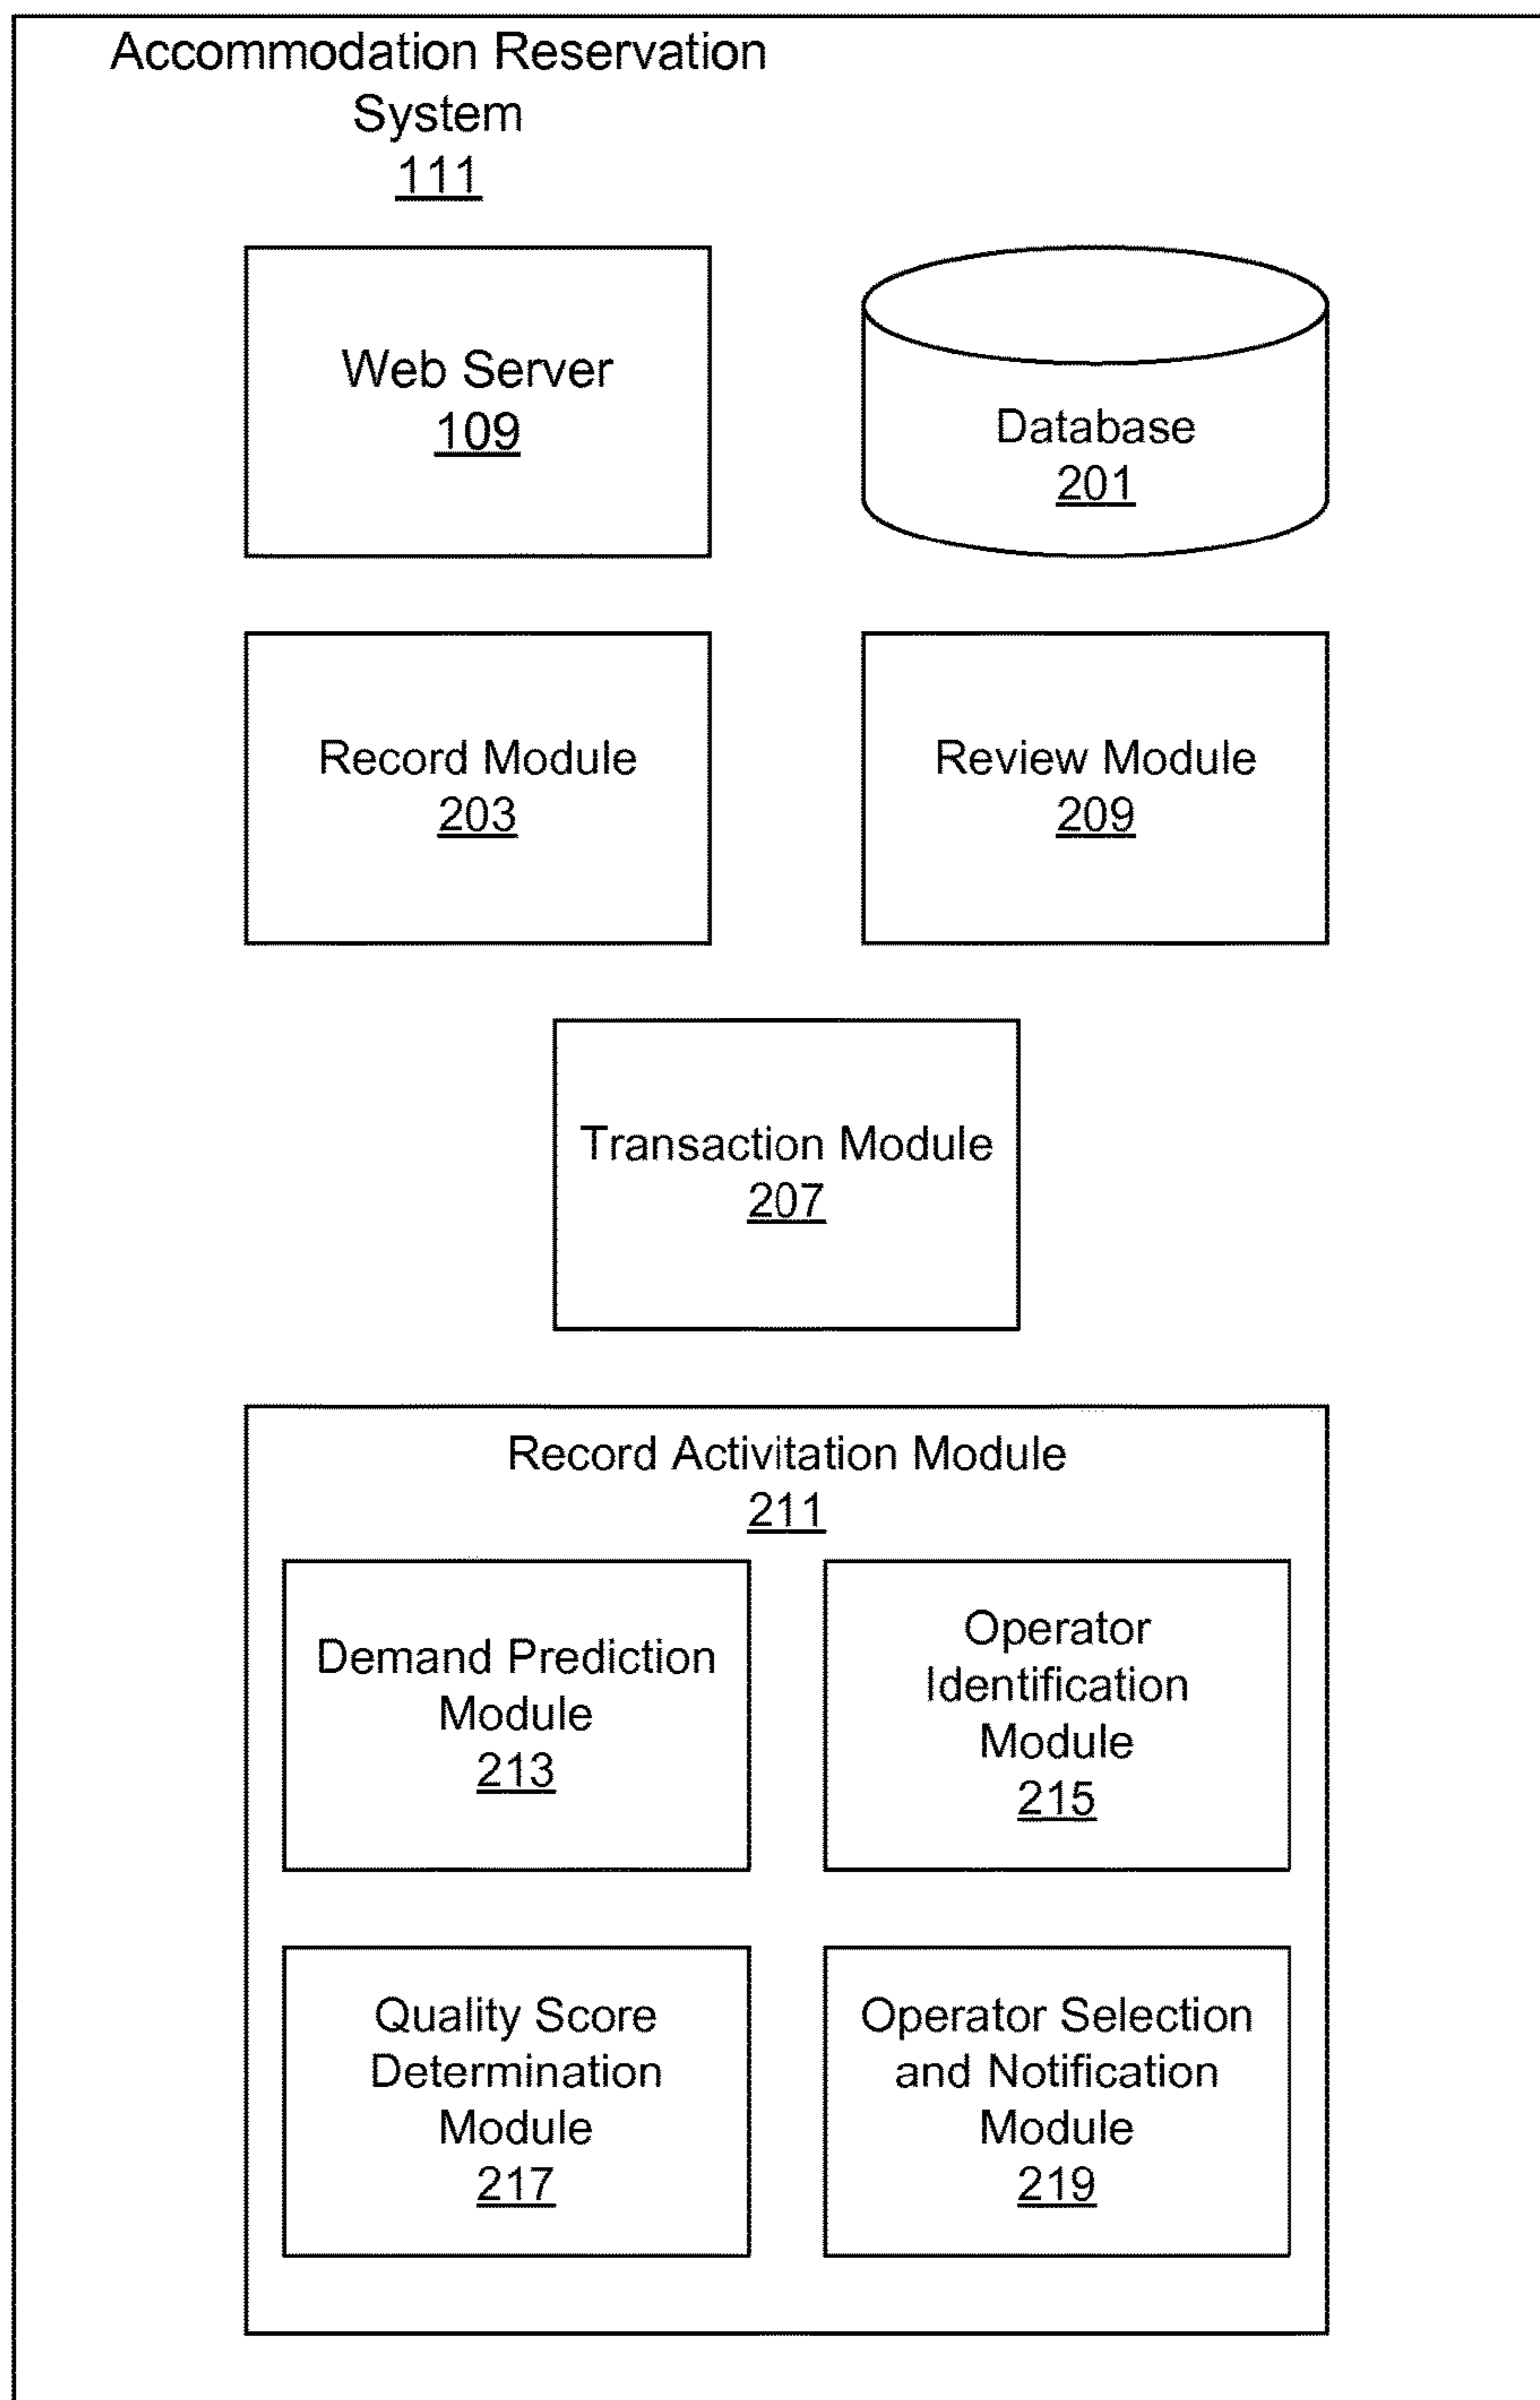 Accommodation Reservation
System
111
Web Server
109
Database
201
Record Module
203
Review Module
209
Transaction Module
207
Record Activitation Module
211
Demand Prediction
Module
213
Operator
Identification
Module
215
Quality Score
Determination
Module
217
Operator Selection
and Notification
Module
219